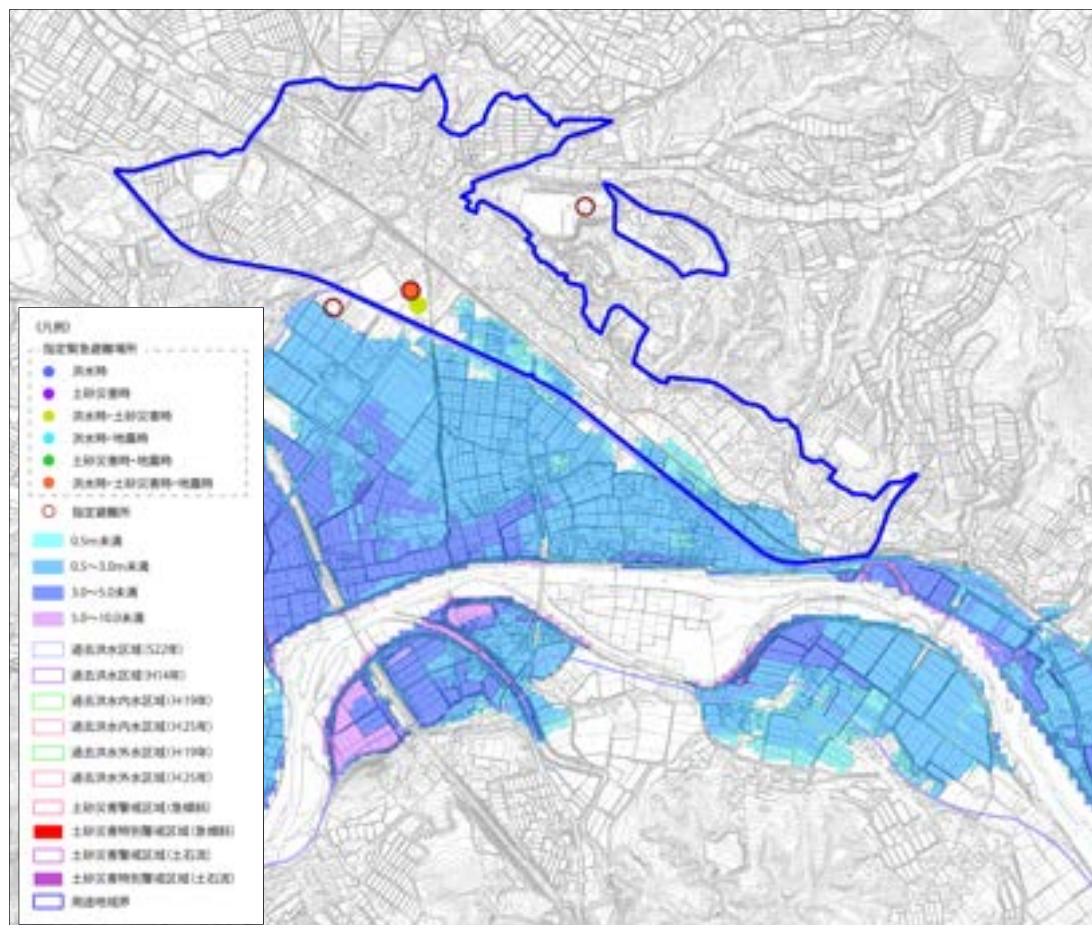 （凡例）
指定緊急避難場所
洪水時
土砂災害時
洪水時・土砂災害時
洪水時・地震時
土砂災害時・地震時
洪水時・土砂災害時・地震時
指定避難所
0.5m未満
0.5～3.0m未満
3.0～5.0未満
5.0～10.0未満
過去洪水区域（S22年）
過去洪水区域（H14年）
過去洪水内水区域（H19年）
過去洪水内水区域（H25年）
過去洪水外水区域（H19年）
過去洪水外水区域（H25年）
土砂災害警戒区域（急傾斜）
土砂災害特別警戒区域（急傾斜）
土砂災害警戒区域（土石流）
土砂災害特別警戒区域（土石流）
用途地域界